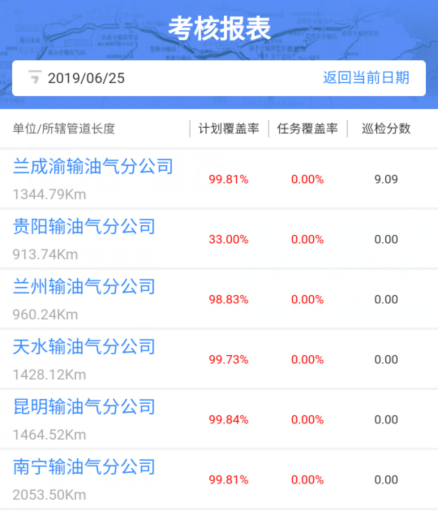 考核报表
2019/06/25 返回当前日期
单位/所辖管道长度 计划覆盖率 任务覆盖率 巡检分数
兰成渝输油气分公司
1344.79Km 99.81% 0.00% 9.09
贵阳输油气分公司
913.74Km 33.00% 0.00% 0.00
兰州输油气分公司
960.24Km 98.83% 0.00% 0.00
天水输油气分公司
1428.12Km 99.73% 0.00% 0.00
昆明输油气分公司
1464.52Km 99.84% 0.00% 0.00
南宁输油气分公司
2053.50Km 99.81% 0.00% 0.00